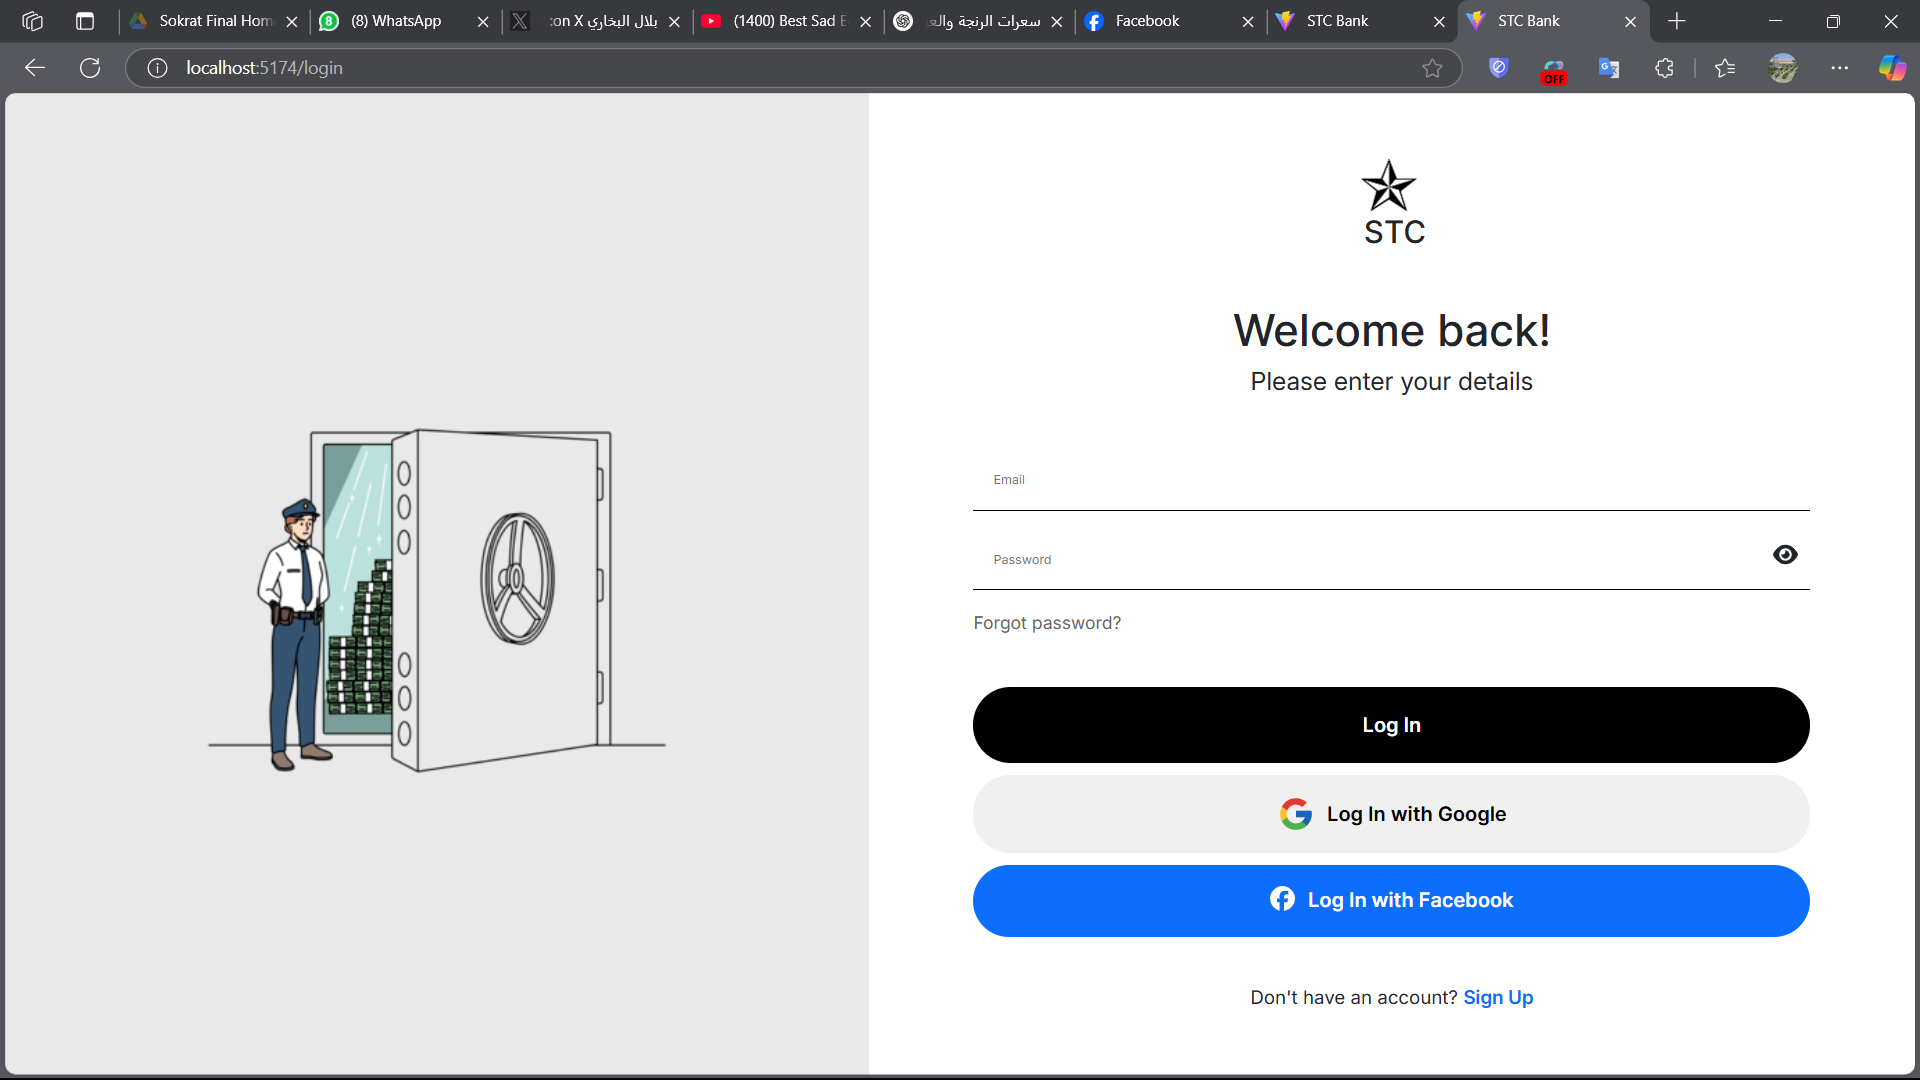 Sokrat Final Hom
(8) WhatsApp
بلال البخاري on X:
(1400) Best Sad E
سعرات الرنجة والع
Facebook
STC Bank
STC Bank
localhost:5174/login
OFF
STC
Welcome back!
Please enter your details
Email
Password
Forgot password?
Log In
Log In with Google
Log In with Facebook
Don't have an account? Sign Up